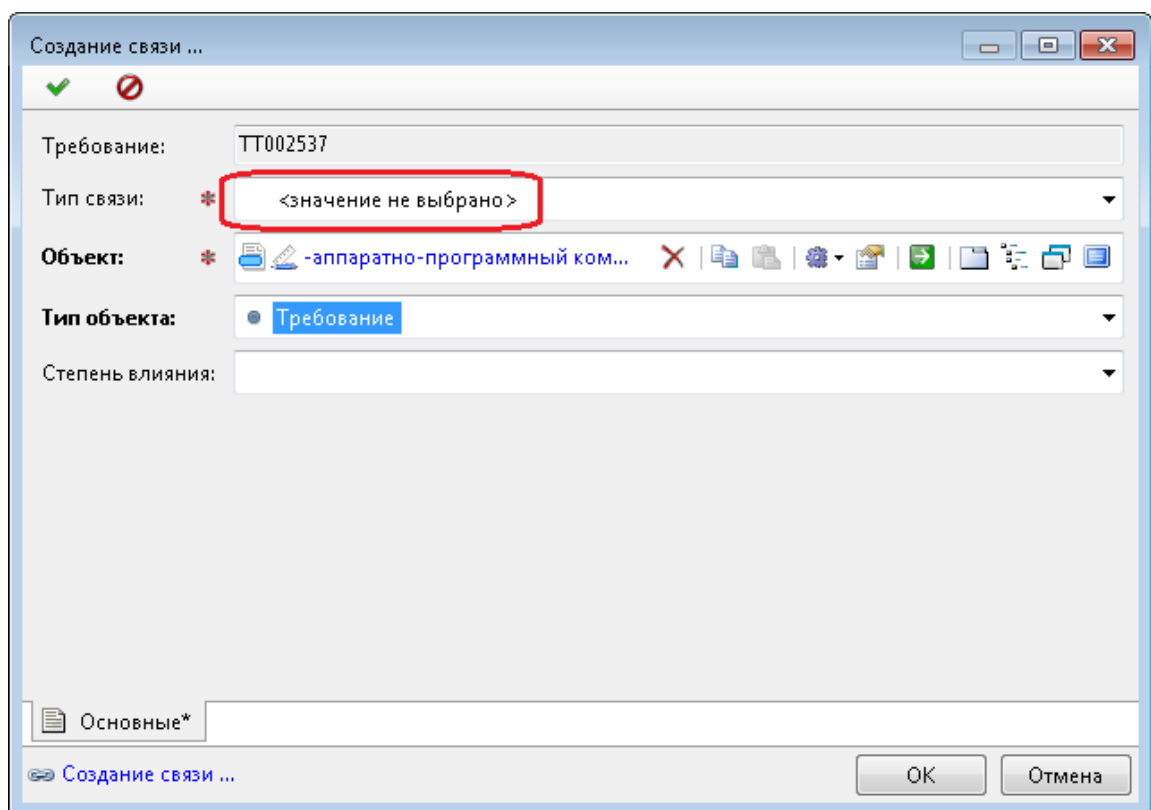 Создание связи ...
Требование: TT002537
Тип связи: * <значение не выбрано>
Объект: * -аппаратно-программный ком...
Тип объекта: Требование
Степень влияния:
Основные*
Создание связи ... OK Отмена